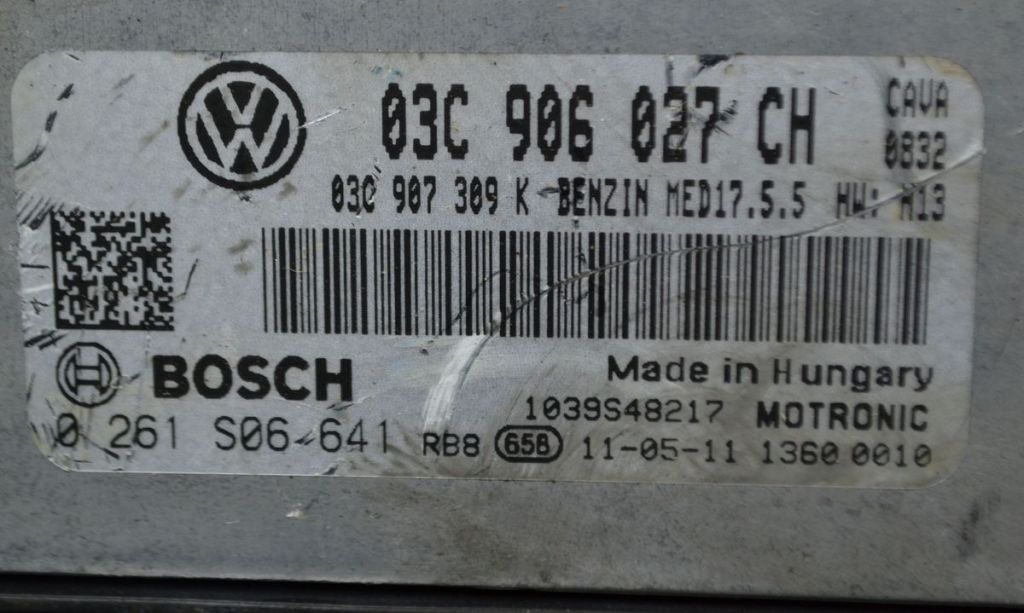 03C 906 027 CH CAVA
0832
03C 907 309 K BENZIN MED17.5.5 HW: H13
BOSCH Made in Hungary
1039S48217 MOTRONIC
0 261 S06 641 RB8 65B 11-05-11 1360 0010